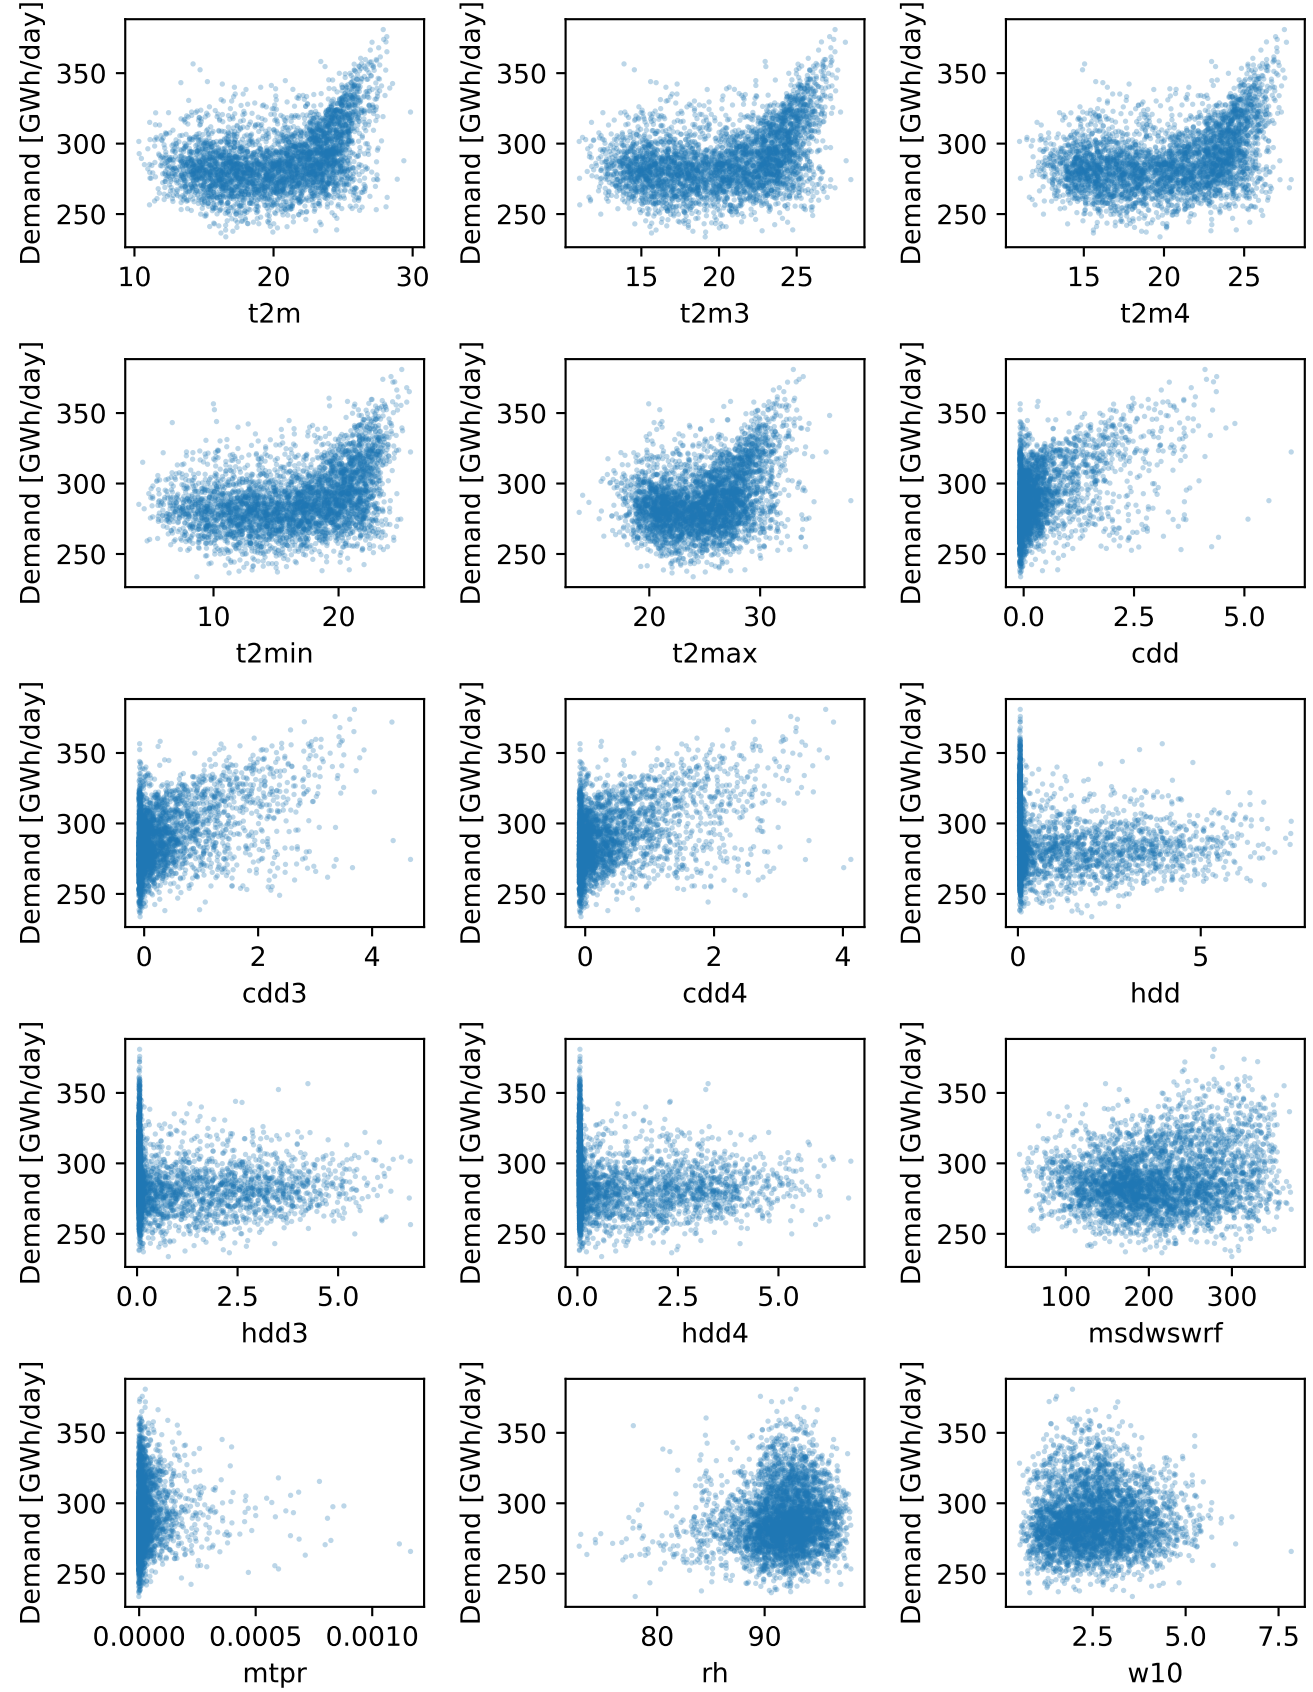 Demand [GWh/day]
350
300
250
10 20 30
t2m
Demand [GWh/day]
350
300
250
15 20 25
t2m3
Demand [GWh/day]
350
300
250
15 20 25
t2m4
Demand [GWh/day]
350
300
250
10 20
t2min
Demand [GWh/day]
350
300
250
20 30
t2max
Demand [GWh/day]
350
300
250
0.0 2.5 5.0
cdd
Demand [GWh/day]
350
300
250
0 2 4
cdd3
Demand [GWh/day]
350
300
250
0 2 4
cdd4
Demand [GWh/day]
350
300
250
0 5
hdd
Demand [GWh/day]
350
300
250
0.0 2.5 5.0
hdd3
Demand [GWh/day]
350
300
250
0.0 2.5 5.0
hdd4
Demand [GWh/day]
350
300
250
100 200 300
msdwswrf
Demand [GWh/day]
350
300
250
0.0000 0.0005 0.0010
mtpr
Demand [GWh/day]
350
300
250
80 90
rh
Demand [GWh/day]
350
300
250
2.5 5.0 7.5
w10